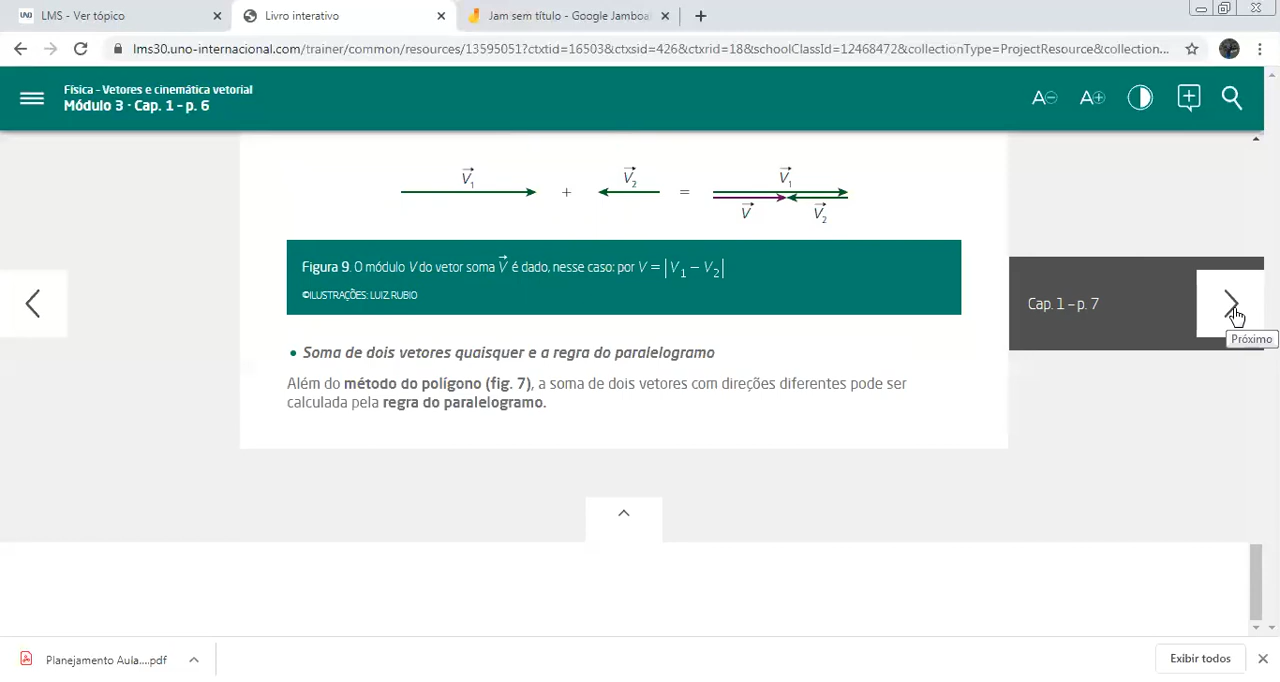 LMS - Ver tópico
Livro interativo
Jam sem título - Google Jamboa
lms30.uno-internacional.com/trainer/common/resources/13595051?ctxtid=16503&ctxsid=426&ctxrid=18&schoolClassId=12468472&collectionType=ProjectResource&collection...
Física – Vetores e cinemática vetorial
Módulo 3 · Cap. 1 – p. 6
A- A+
V1 + V2 = V1
V V2
Figura 9. O módulo V do vetor soma V é dado, nesse caso: por V = |V1 – V2|
©ILUSTRAÇÕES: LUIZ RUBIO
Cap. 1 – p. 7
Próximo
• Soma de dois vetores quaisquer e a regra do paralelogramo
Além do método do polígono (fig. 7), a soma de dois vetores com direções diferentes pode ser
calculada pela regra do paralelogramo.
Planejamento Aula....pdf
Exibir todos